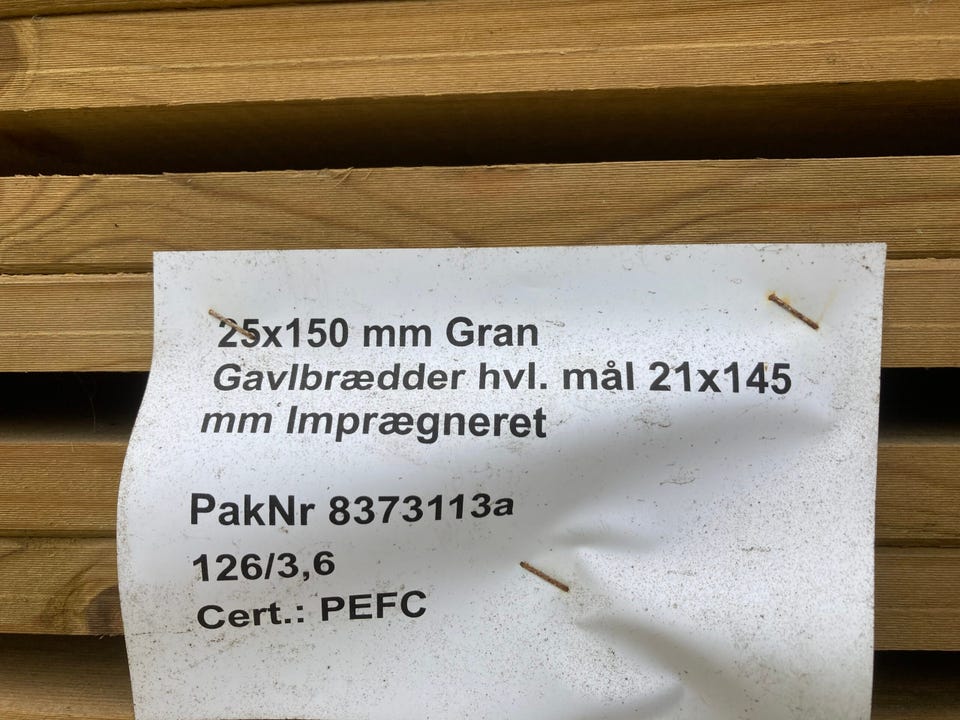 25x150 mm Gran
Gavlbrædder hvl. mål 21x145
mm Imprægneret
PakNr 8373113a
126/3,6
Cert.: PEFC